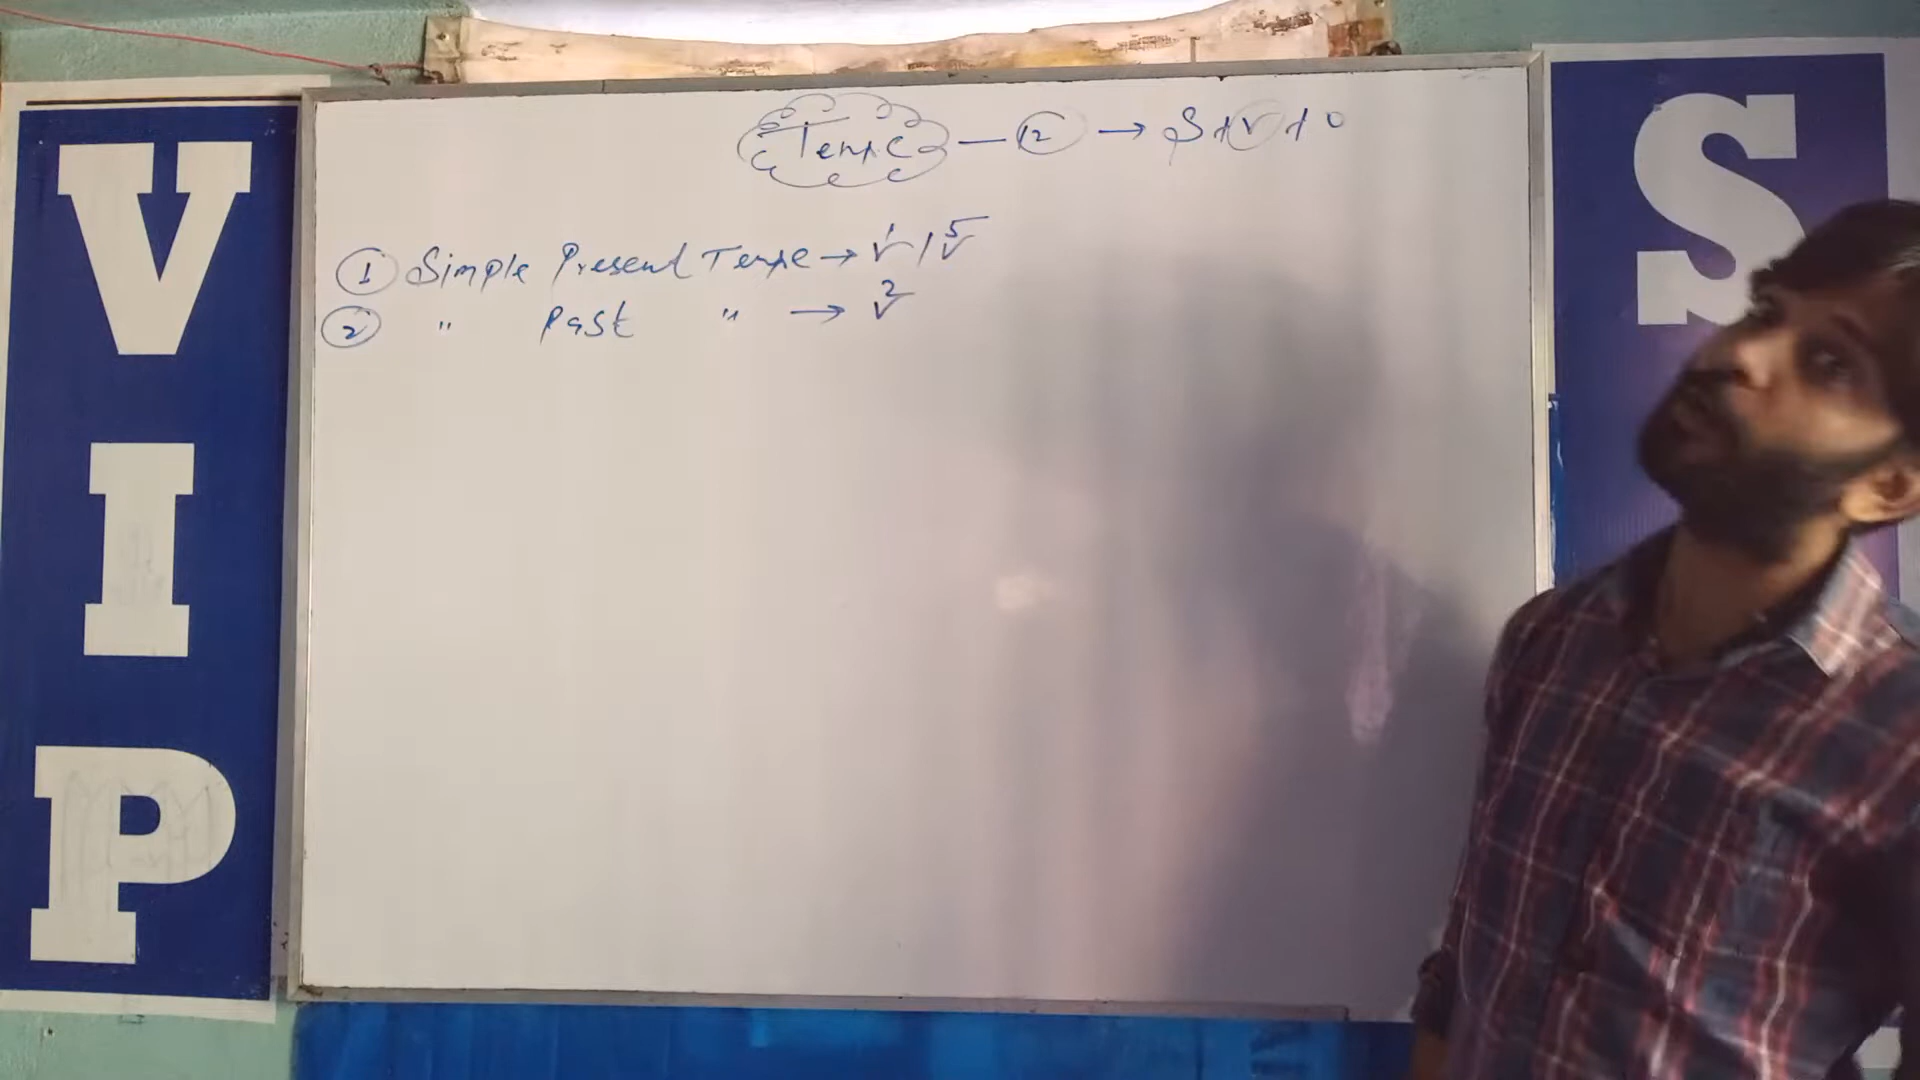 Tense — 12 → S + V + O
① Simple Present Tense → V¹ / V⁵
② " Past " → V²
VIP
S